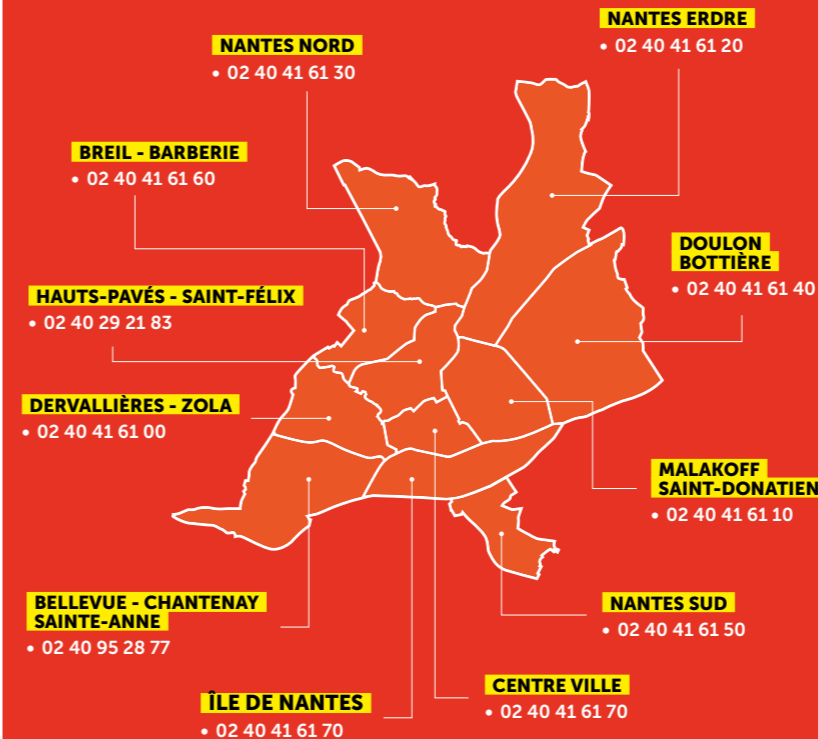 NANTES ERDRE
• 02 40 41 61 20
NANTES NORD
• 02 40 41 61 30
BREIL - BARBERIE
• 02 40 41 61 60
DOULON
BOTTIÈRE
• 02 40 41 61 40
HAUTS-PAVÉS - SAINT-FÉLIX
• 02 40 29 21 83
DERVALLIÈRES - ZOLA
• 02 40 41 61 00
MALAKOFF
SAINT-DONATIEN
• 02 40 41 61 10
BELLEVUE - CHANTENAY
SAINTE-ANNE
• 02 40 95 28 77
NANTES SUD
• 02 40 41 61 50
CENTRE VILLE
• 02 40 41 61 70
ÎLE DE NANTES
• 02 40 41 61 70